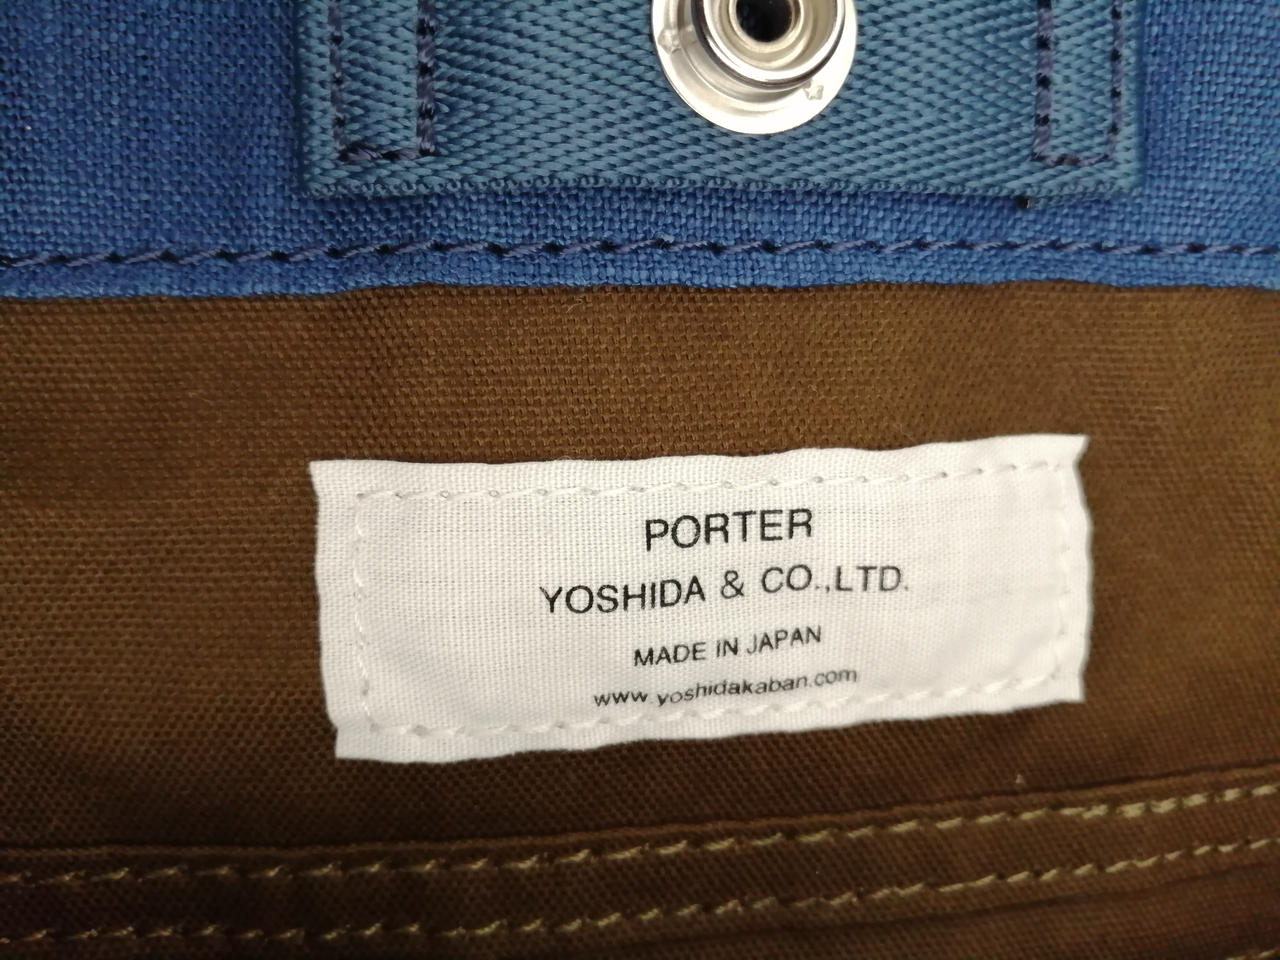 PORTER
YOSHIDA & CO.,LTD.
MADE IN JAPAN
www.yoshidakaban.com